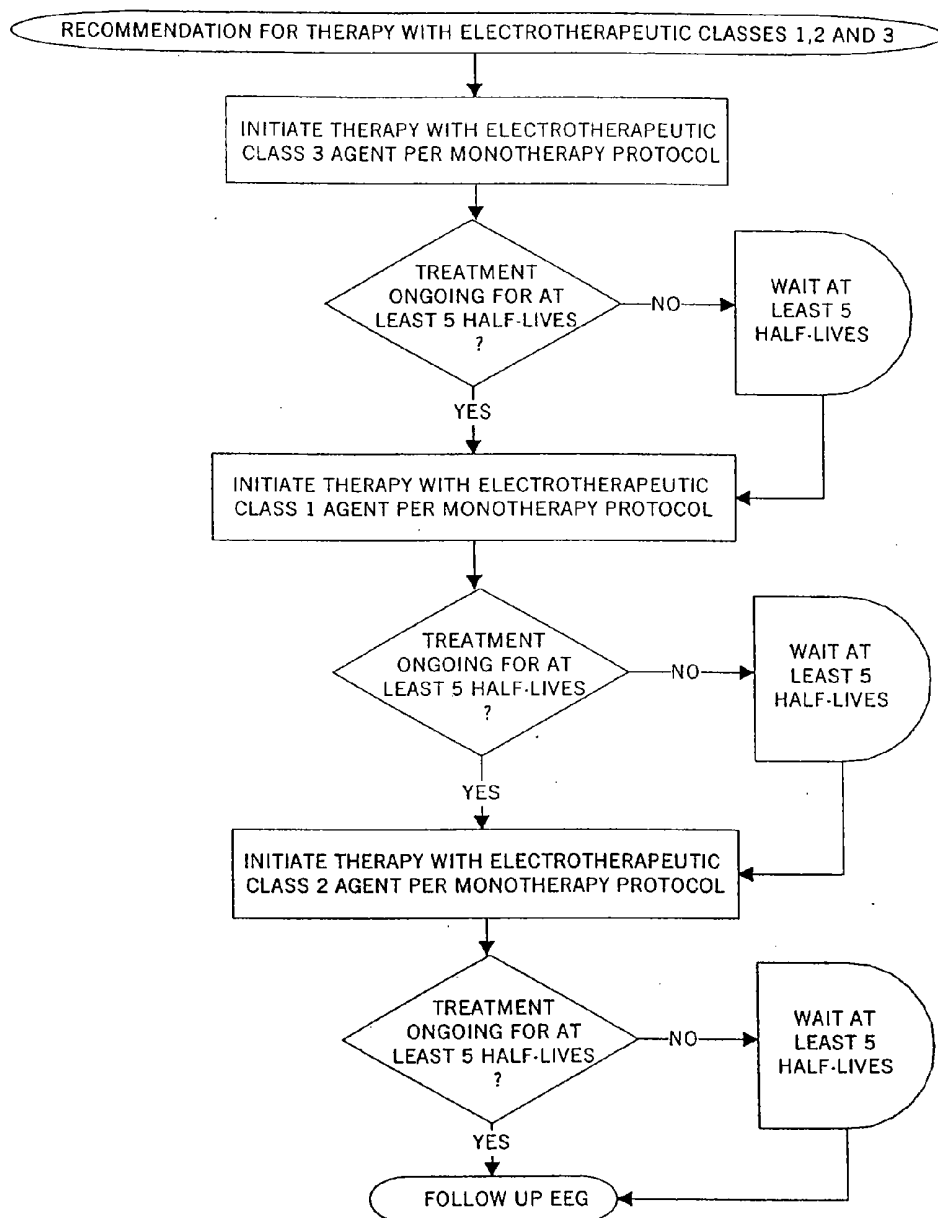 RECOMMENDATION FOR THERAPY WITH ELECTROTHERAPEUTIC CLASSES 1,2 AND 3
INITIATE THERAPY WITH ELECTROTHERAPEUTIC
CLASS 3 AGENT PER MONOTHERAPY PROTOCOL
TREATMENT
ONGOING FOR AT
LEAST 5 HALF-LIVES
?
NO
WAIT AT
LEAST 5
HALF-LIVES
YES
INITIATE THERAPY WITH ELECTROTHERAPEUTIC
CLASS 1 AGENT PER MONOTHERAPY PROTOCOL
TREATMENT
ONGOING FOR AT
LEAST 5 HALF-LIVES
?
NO
WAIT AT
LEAST 5
HALF-LIVES
YES
INITIATE THERAPY WITH ELECTROTHERAPEUTIC
CLASS 2 AGENT PER MONOTHERAPY PROTOCOL
TREATMENT
ONGOING FOR AT
LEAST 5 HALF-LIVES
?
NO
WAIT AT
LEAST 5
HALF-LIVES
YES
FOLLOW UP EEG